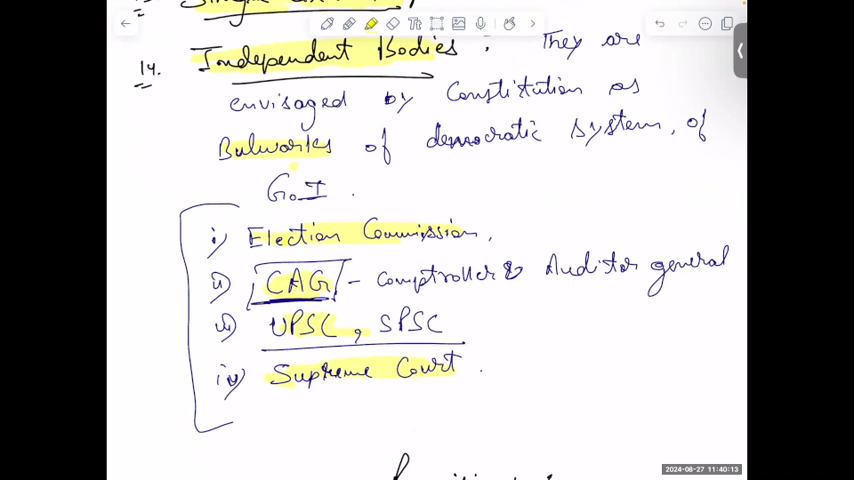 14. Independent Bodies : They are
envisaged by Constitution as
Bulwarks of democratic system, of
GoI.
i) Election Commission,
ii) CAG - Comptroller & Auditor general
iii) UPSC, SPSC
iv) Supreme Court.
2024-08-27 11:40:13